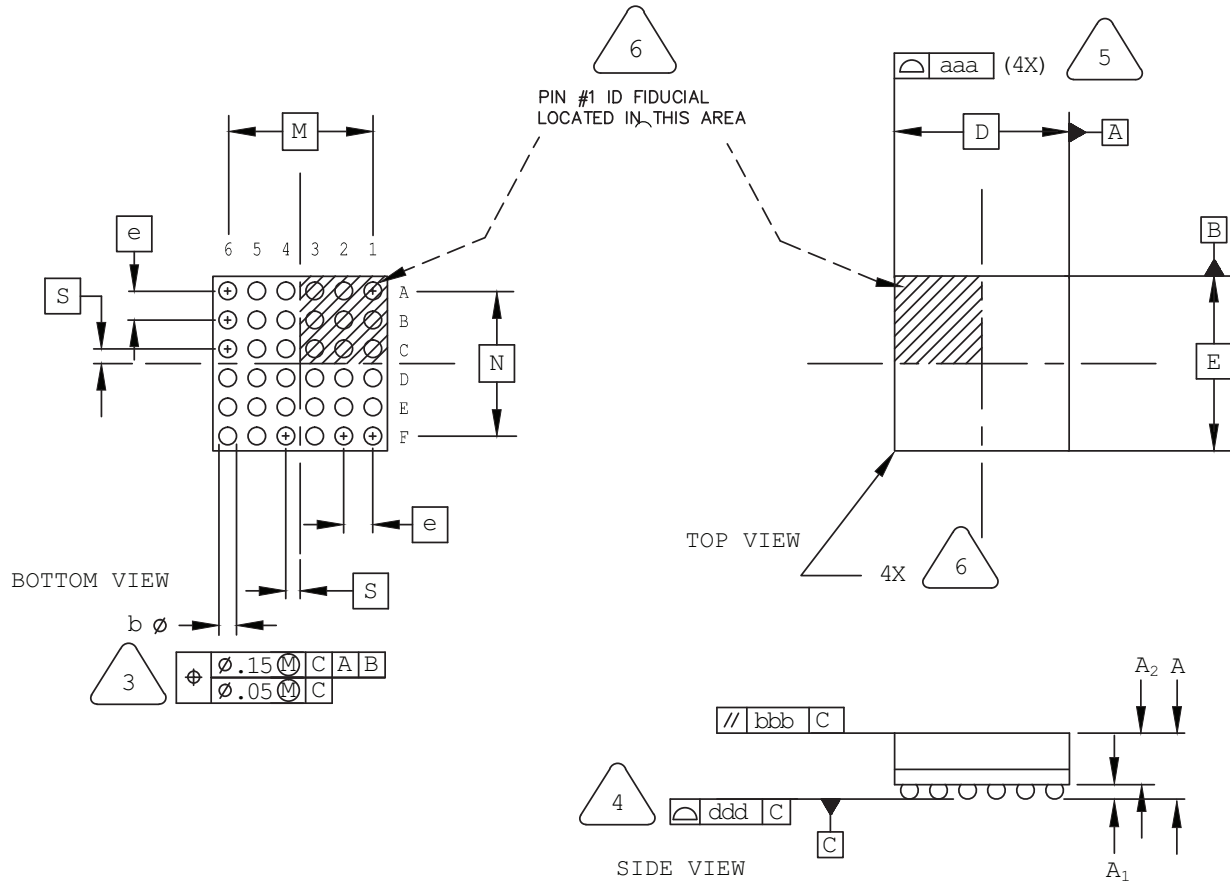 6
5
aaa (4X)
PIN #1 ID FIDUCIAL
LOCATED IN THIS AREA
M
D
A
B
e
6 5 4 3 2 1
S
A
B
C
D
E
F
N
E
e
TOP VIEW
4X
6
BOTTOM VIEW
S
b ø
3
⌖ ø.15 Ⓜ C A B
ø.05 Ⓜ C
A₂ A
// bbb C
4
ddd C
C
SIDE VIEW
A₁